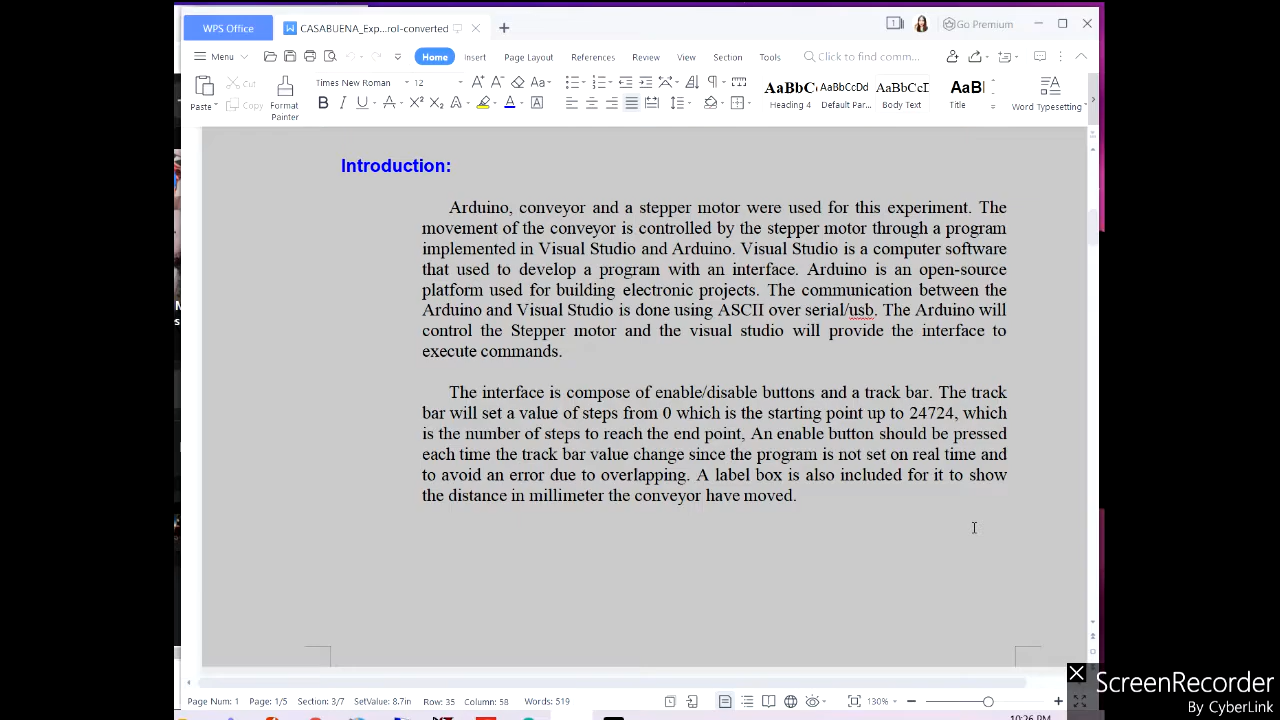 WPS Office
CASABUENA_Exp...rol-converted
Go Premium
Menu
Home
Insert
Page Layout
References
Review
View
Section
Tools
Click to find comm...
Paste
Cut
Copy
Format
Painter
Times New Roman
12
AaBbC
Heading 4
AaBbCcDd
Default Par...
AaBbCcD
Body Text
AaBl
Title
Word Typesetting
Introduction:
Arduino, conveyor and a stepper motor were used for this experiment. The
movement of the conveyor is controlled by the stepper motor through a program
implemented in Visual Studio and Arduino. Visual Studio is a computer software
that used to develop a program with an interface. Arduino is an open-source
platform used for building electronic projects. The communication between the
Arduino and Visual Studio is done using ASCII over serial/usb. The Arduino will
control the Stepper motor and the visual studio will provide the interface to
execute commands.
The interface is compose of enable/disable buttons and a track bar. The track
bar will set a value of steps from 0 which is the starting point up to 24724, which
is the number of steps to reach the end point, An enable button should be pressed
each time the track bar value change since the program is not set on real time and
to avoid an error due to overlapping. A label box is also included for it to show
the distance in millimeter the conveyor have moved.
Page Num: 1 Page: 1/5 Section: 3/7 SetValue: 8.7in Row: 35 Column: 58 Words: 519
130%
10:26 PM
ScreenRecorder
By CyberLink